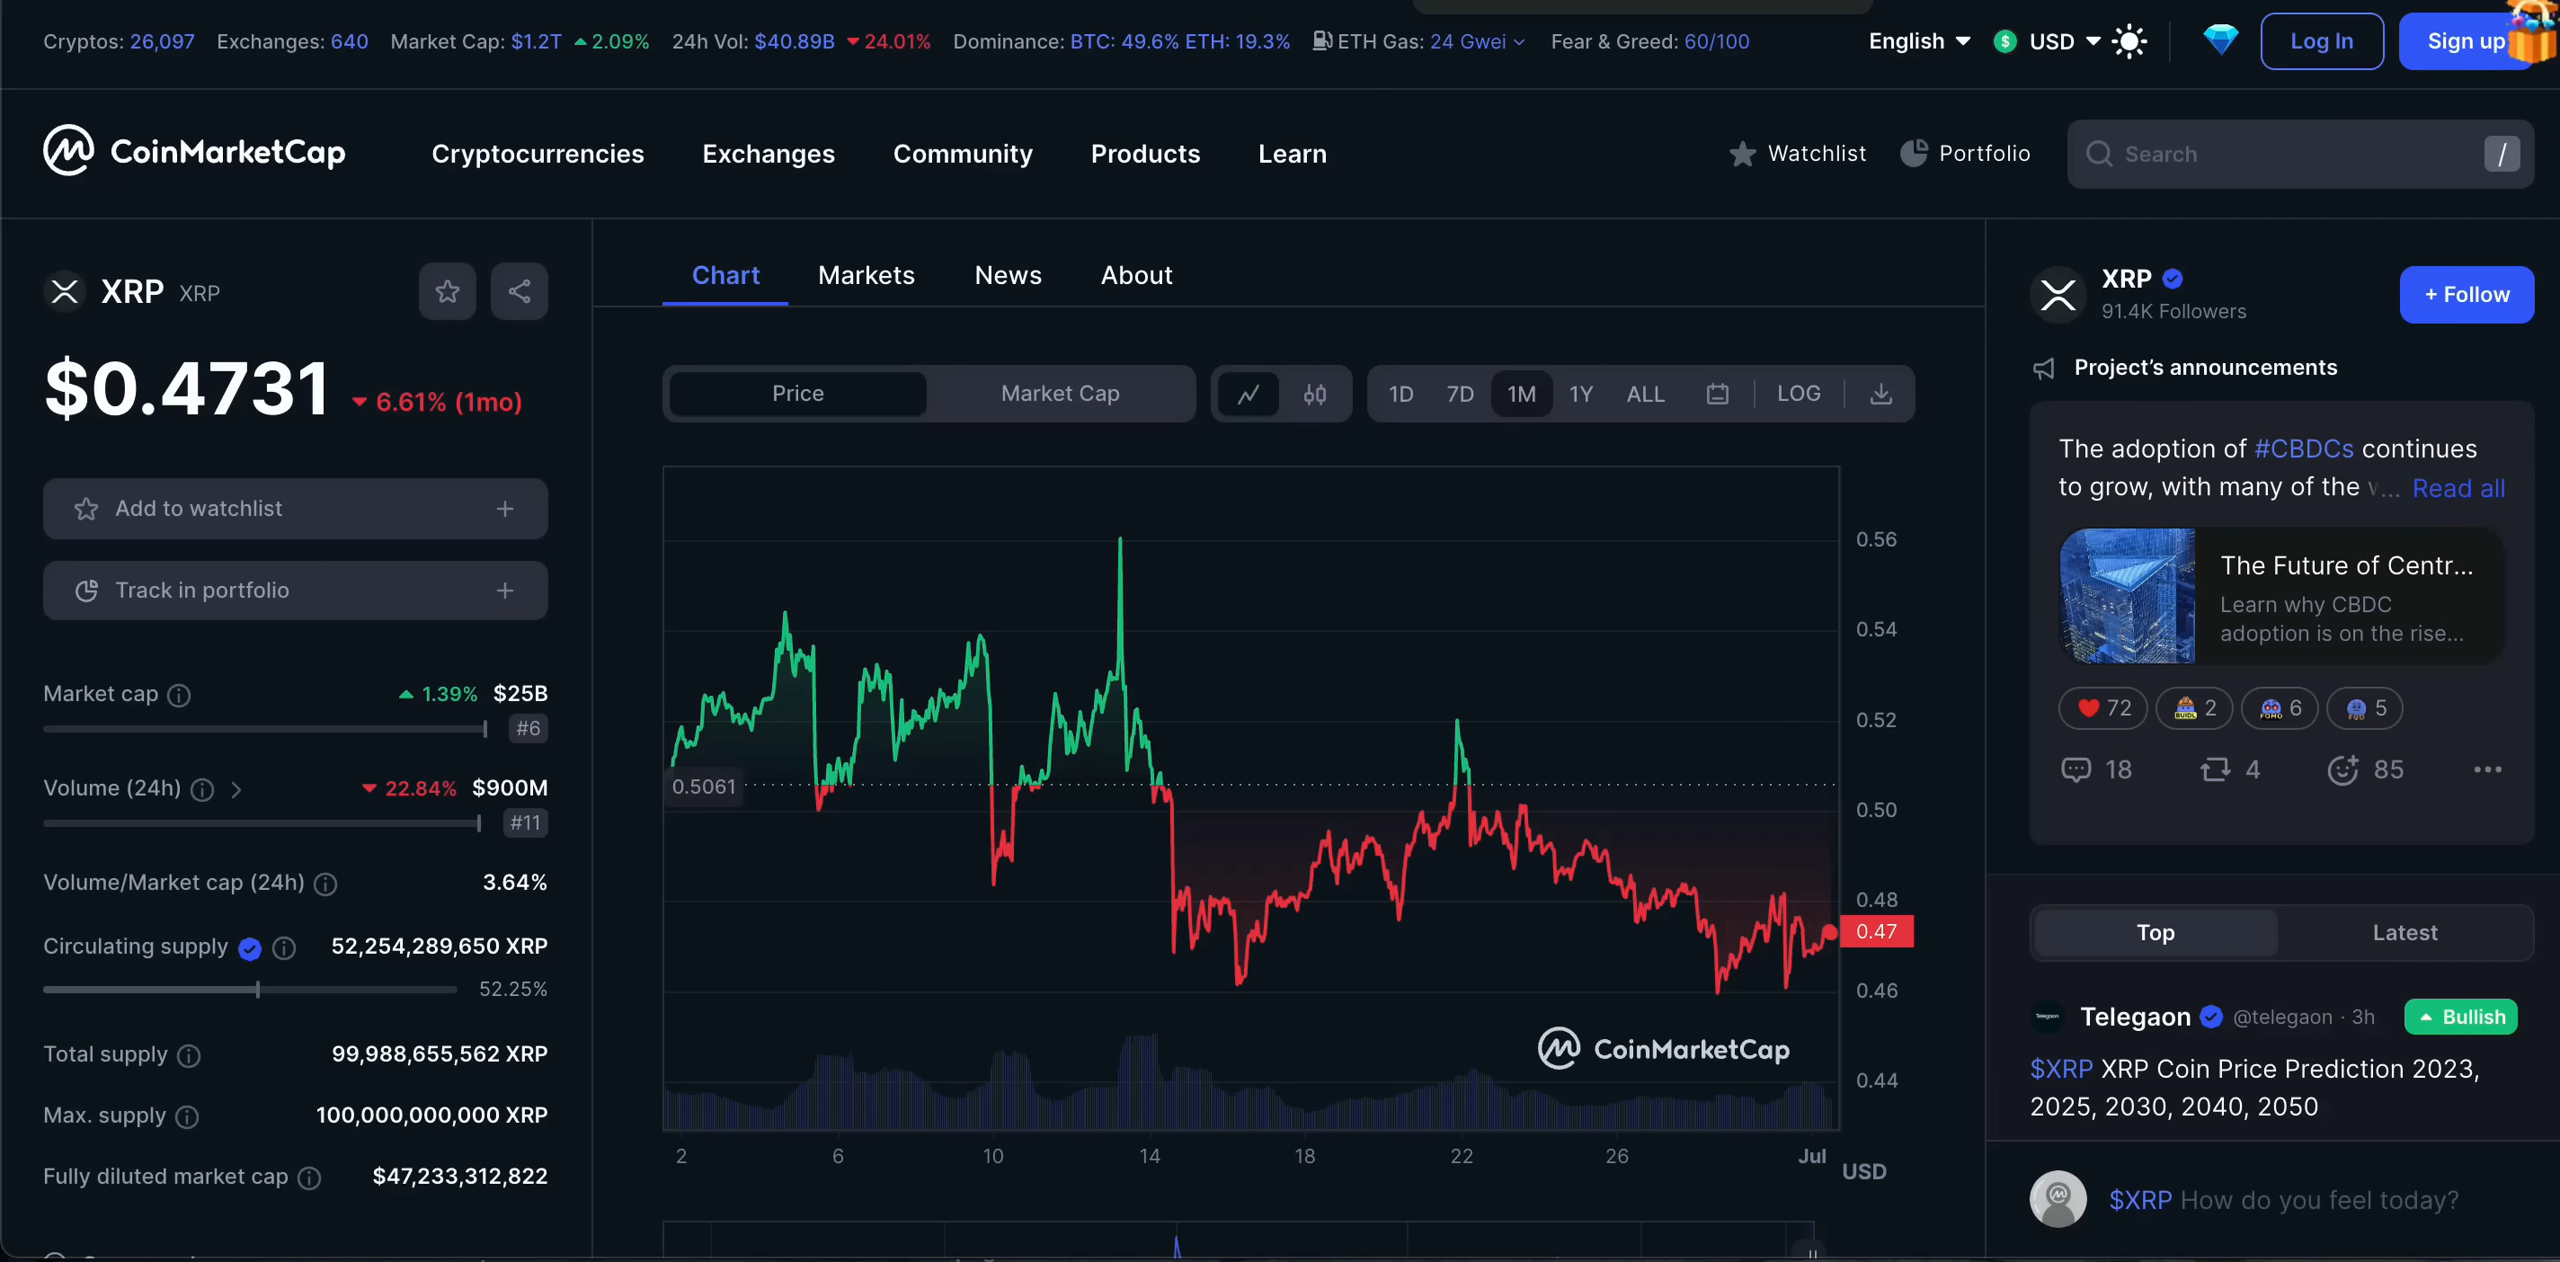 Cryptos: 26,097 Exchanges: 640 Market Cap: $1.2T 2.09% 24h Vol: $40.89B 24.01% Dominance: BTC: 49.6% ETH: 19.3% ETH Gas: 24 Gwei Fear & Greed: 60/100 English USD Log In Sign up
CoinMarketCap Cryptocurrencies Exchanges Community Products Learn Watchlist Portfolio Search /
XRP XRP
$0.4731 6.61% (1mo)
Add to watchlist +
Track in portfolio +
Market cap 1.39% $25B
#6
Volume (24h) 22.84% $900M
#11
Volume/Market cap (24h) 3.64%
Circulating supply 52,254,289,650 XRP
52.25%
Total supply 99,988,655,562 XRP
Max. supply 100,000,000,000 XRP
Fully diluted market cap $47,233,312,822
Chart Markets News About
Price Market Cap 1D 7D 1M 1Y ALL LOG
0.56
0.54
0.52
0.5061
0.50
0.48
0.47
0.46
CoinMarketCap
0.44
2 6 10 14 18 22 26 Jul
USD
XRP
91.4K Followers
+ Follow
Project's announcements
The adoption of #CBDCs continues
to grow, with many of the w... Read all
The Future of Centr...
Learn why CBDC
adoption is on the rise...
72 BUIDL 2 FOMO 6 FUD 5
18 4 85
Top Latest
Telegaon @telegaon · 3h Bullish
$XRP XRP Coin Price Prediction 2023,
2025, 2030, 2040, 2050
$XRP How do you feel today?